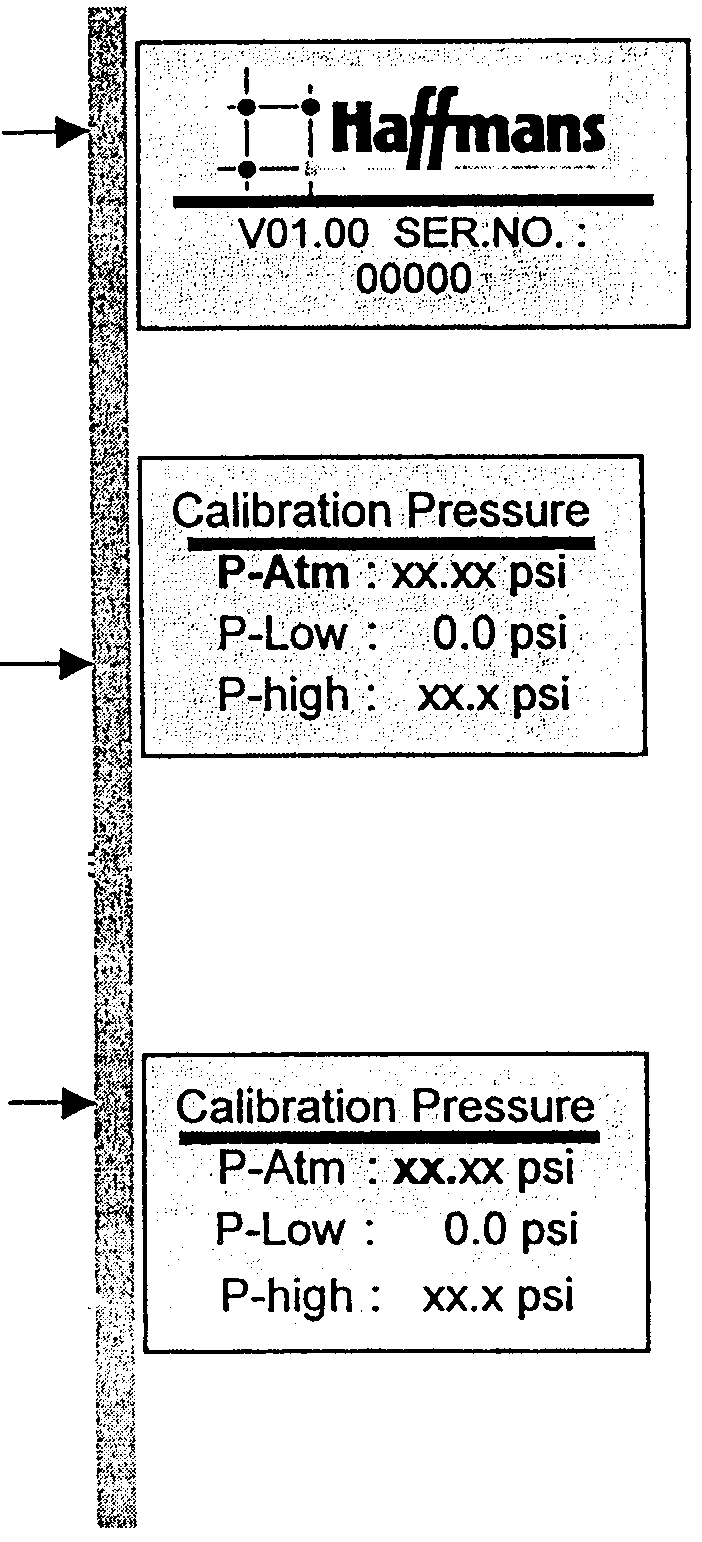 Haffmans
V01.00 SER.NO. :
00000
Calibration Pressure
P-Atm : xx.xx psi
P-Low : 0.0 psi
P-high : xx.x psi
Calibration Pressure
P-Atm : xx.xx psi
P-Low : 0.0 psi
P-high : xx.x psi